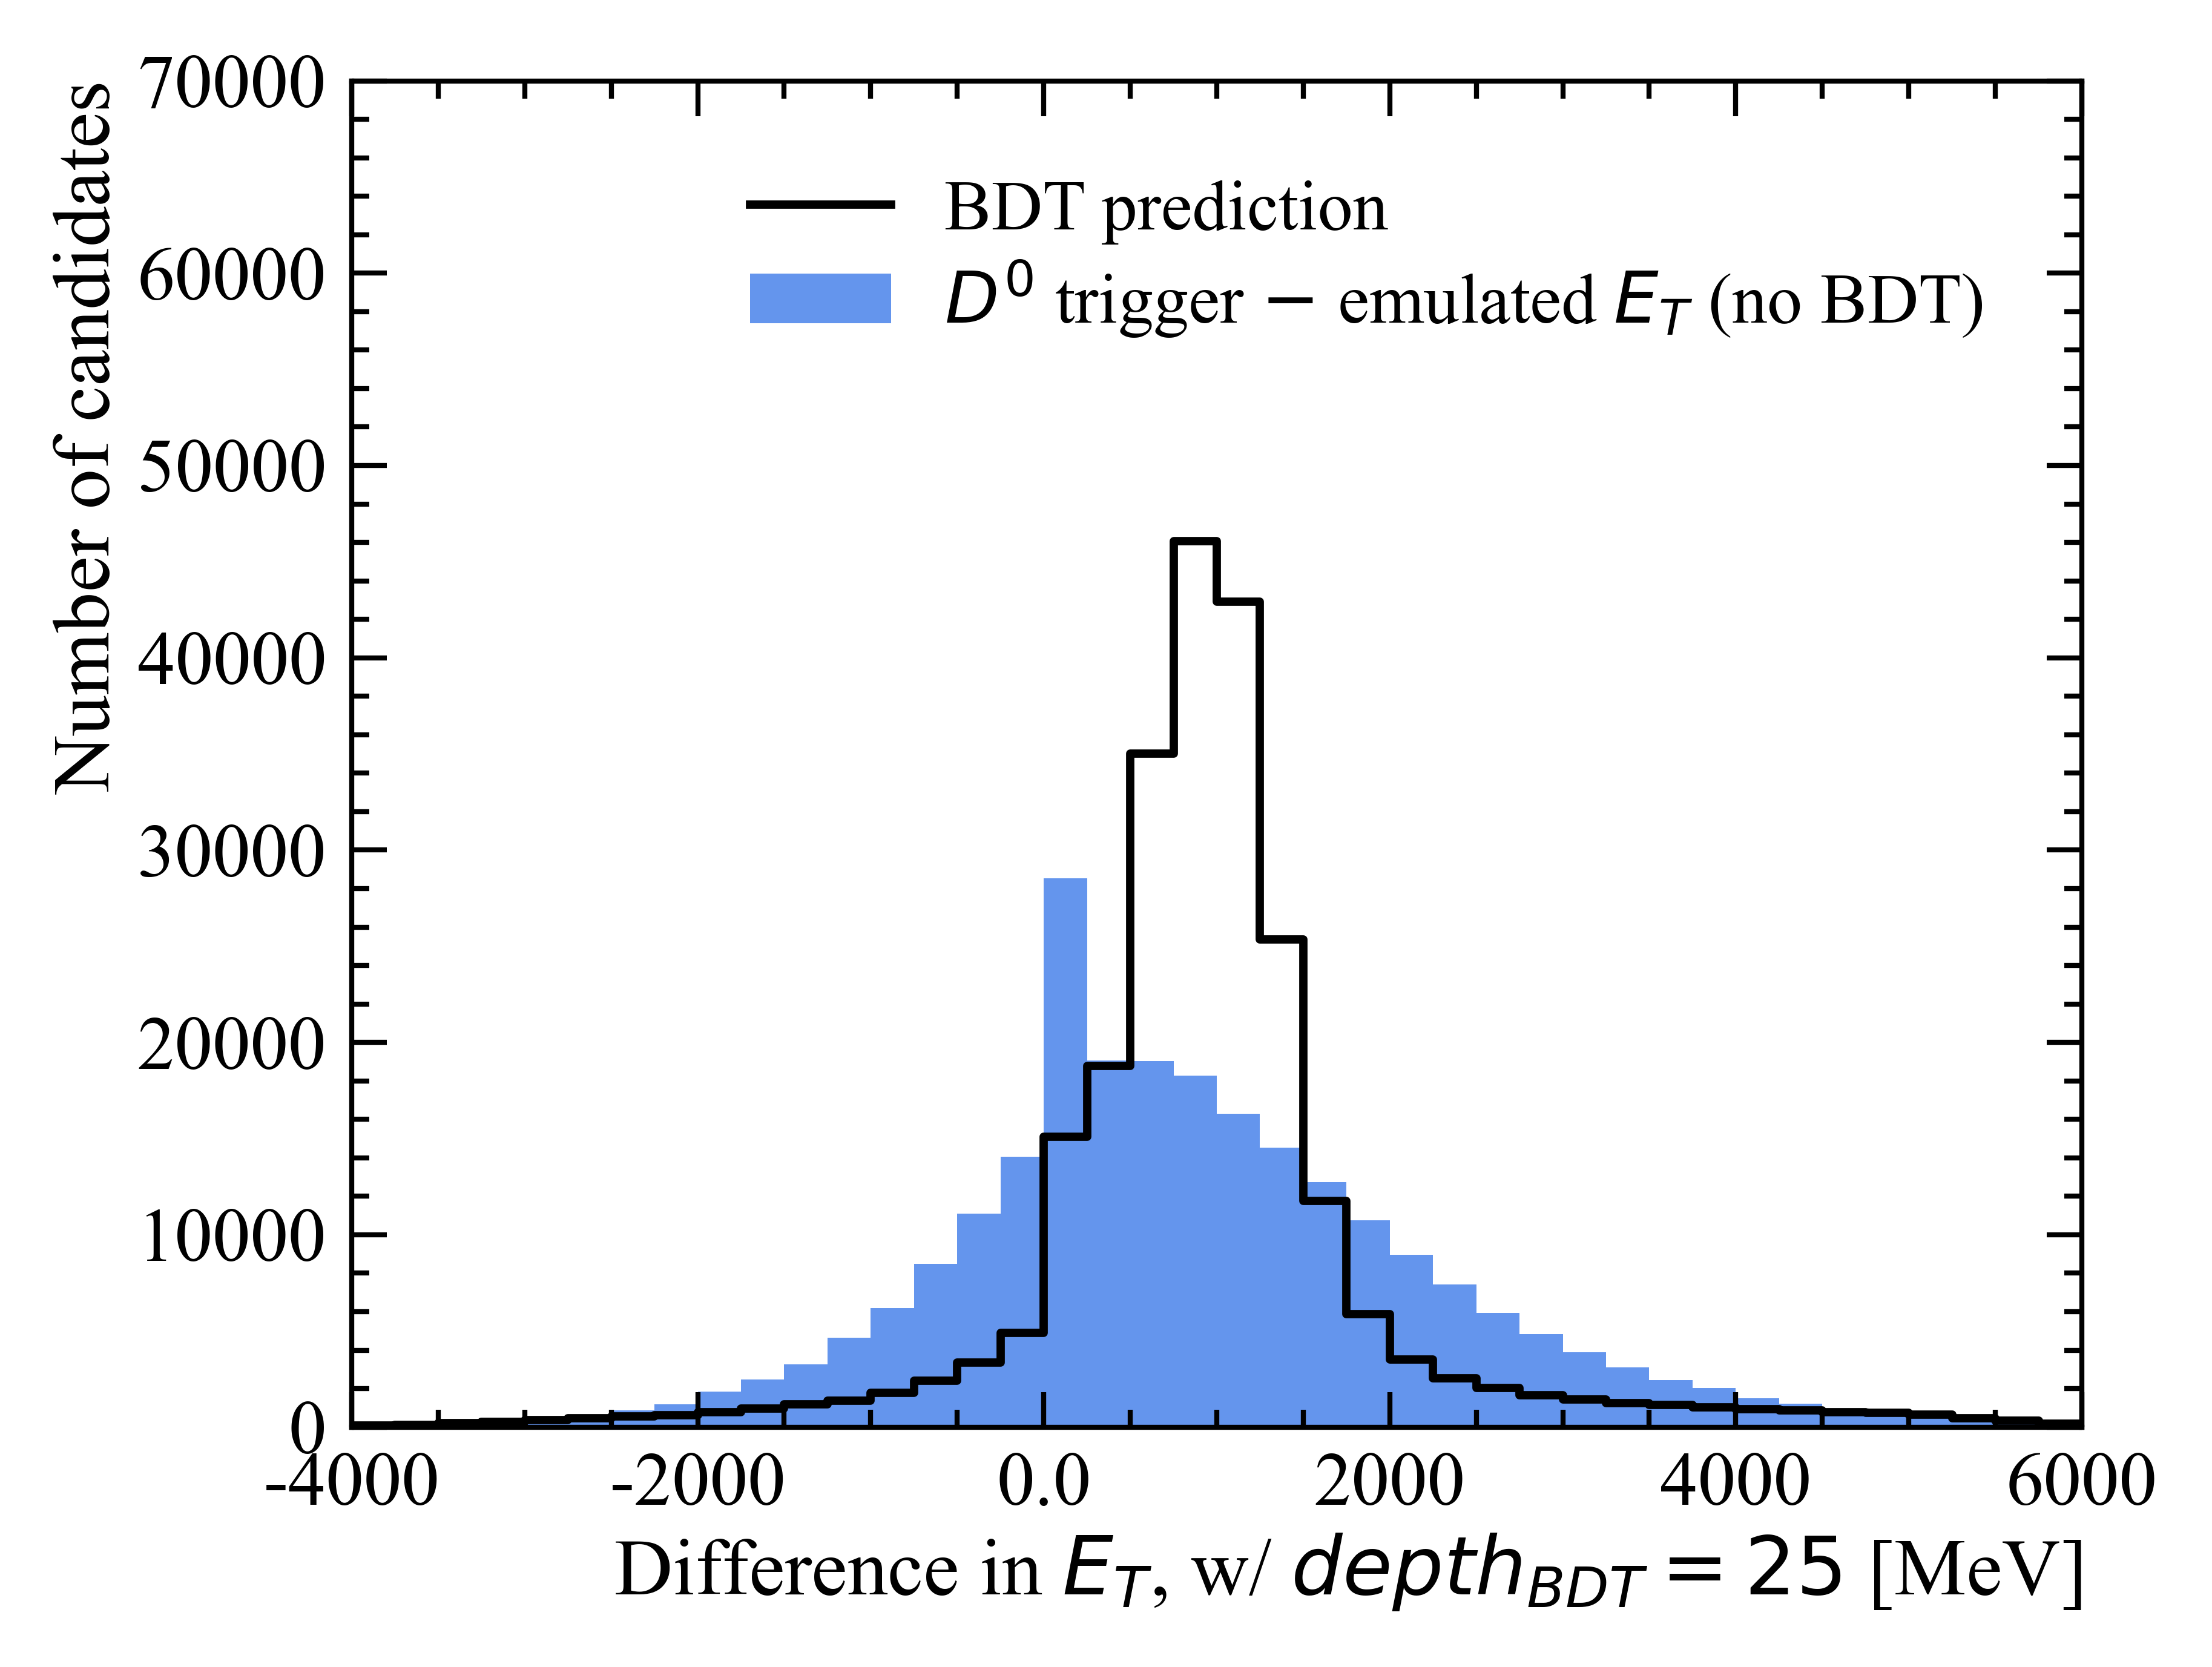 Number of candidates
70000
60000
50000
40000
30000
20000
10000
0
BDT prediction
D⁰ trigger − emulated E_T (no BDT)
-4000 -2000 0.0 2000 4000 6000
Difference in E_T, w/ depth_BDT = 25 [MeV]